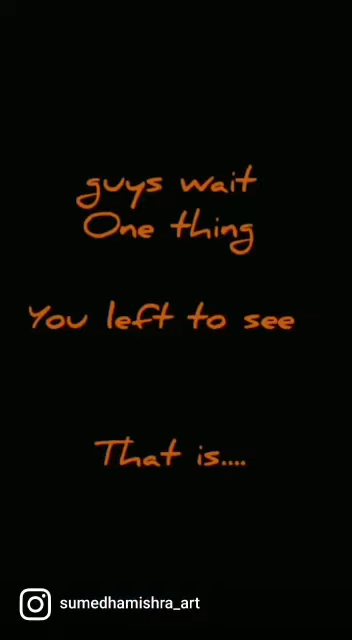 guys wait
One thing
You left to see
That is....
sumedhamishra_art